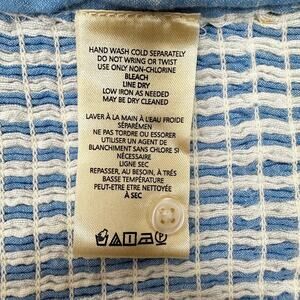 HAND WASH COLD SEPARATELY
DO NOT WRING OR TWIST
USE ONLY NON-CHLORINE
BLEACH
LINE DRY
LOW IRON AS NEEDED
MAY BE DRY CLEANED
LAVER À LA MAIN À L'EAU FROIDE
SÉPARÉMEN
NE PAS TORDRE OU ESSORER
UTILISER UN AGENT DE
BLANCHIMENT SANS CHLORE SI
NÉCESSAIRE
LIGNE SEC
REPASSER, AU BESOIN, À TRÈS
BASSE TEMPÉRATURE
PEUT-ETRE ETRE NETTOYÉE
À SEC